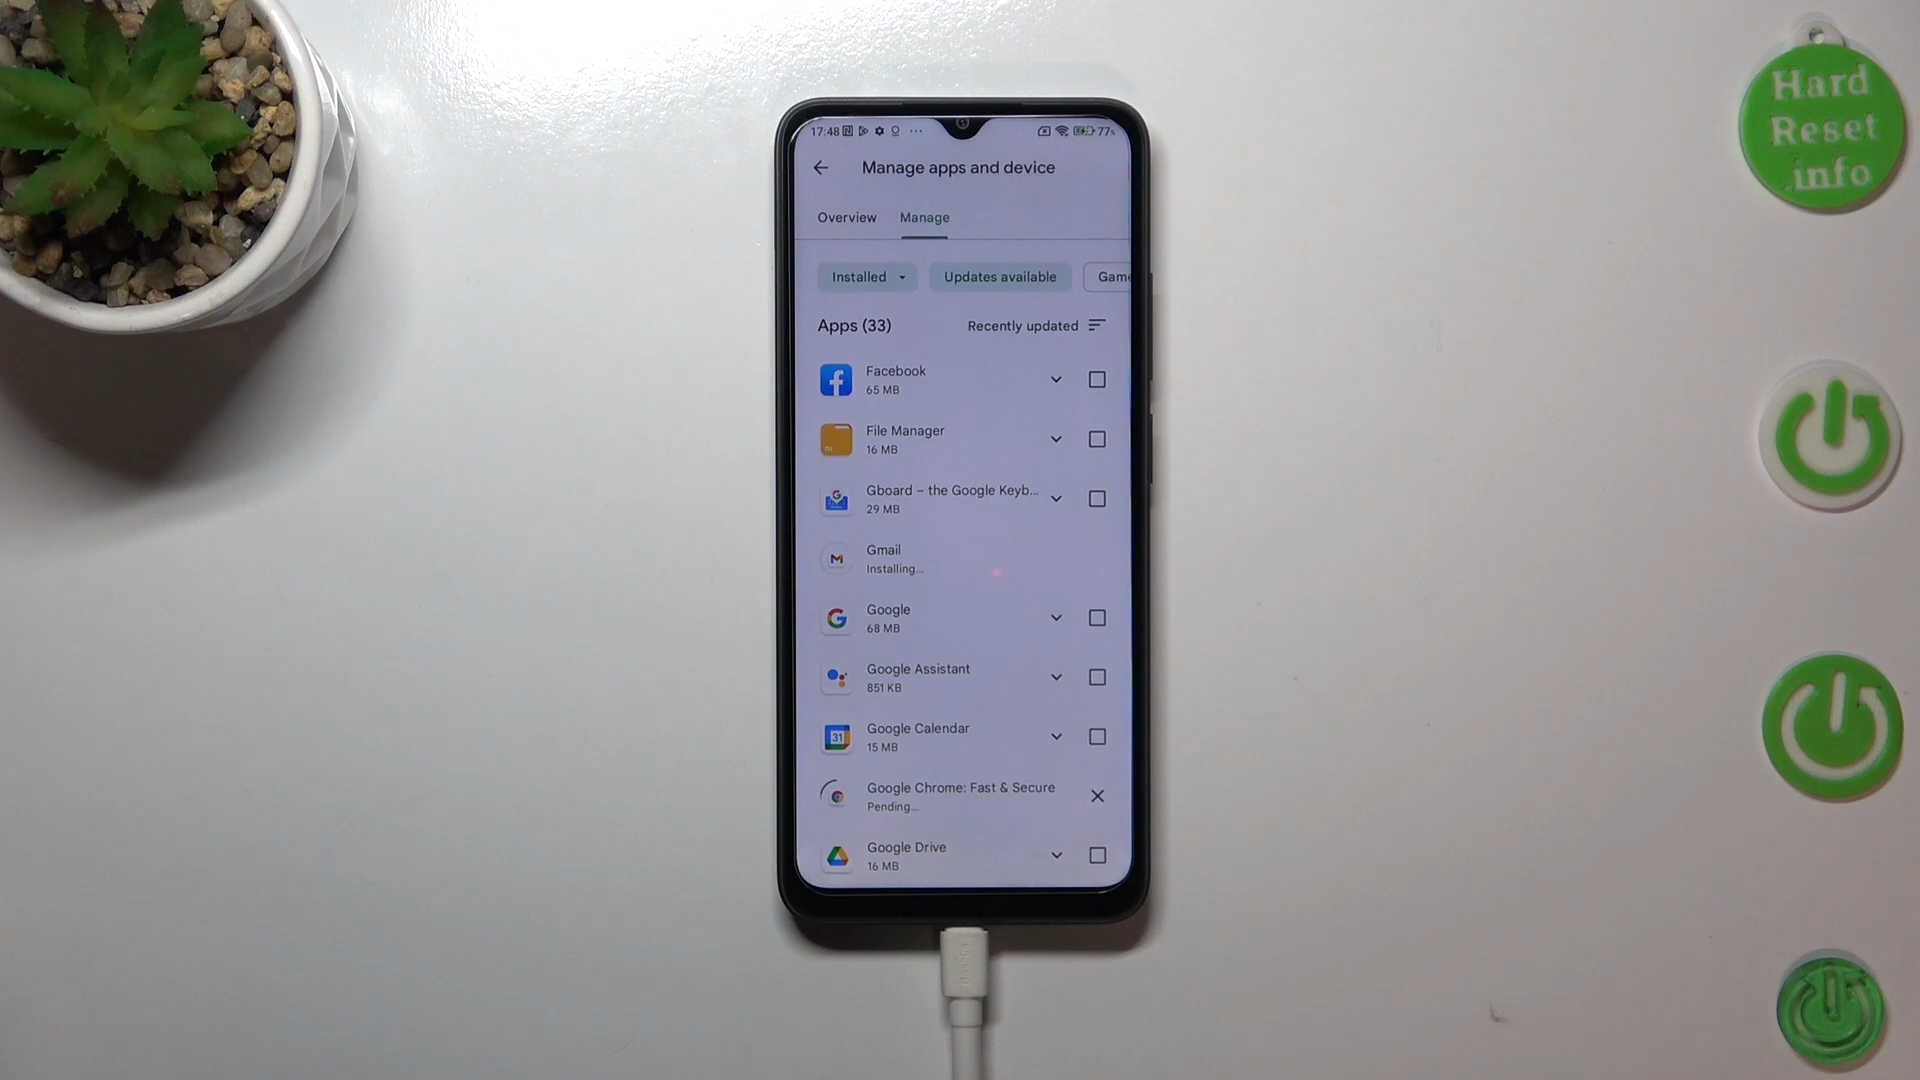 17:48
77%
Manage apps and device
Overview
Manage
Installed
Updates available
Game
Apps (33)
Recently updated
Facebook
65 MB
File Manager
16 MB
Gboard – the Google Keyb...
29 MB
Gmail
Installing...
Google
68 MB
Google Assistant
851 KB
Google Calendar
31
15 MB
Google Chrome: Fast & Secure
Pending...
Google Drive
16 MB
Hard
Reset
.info